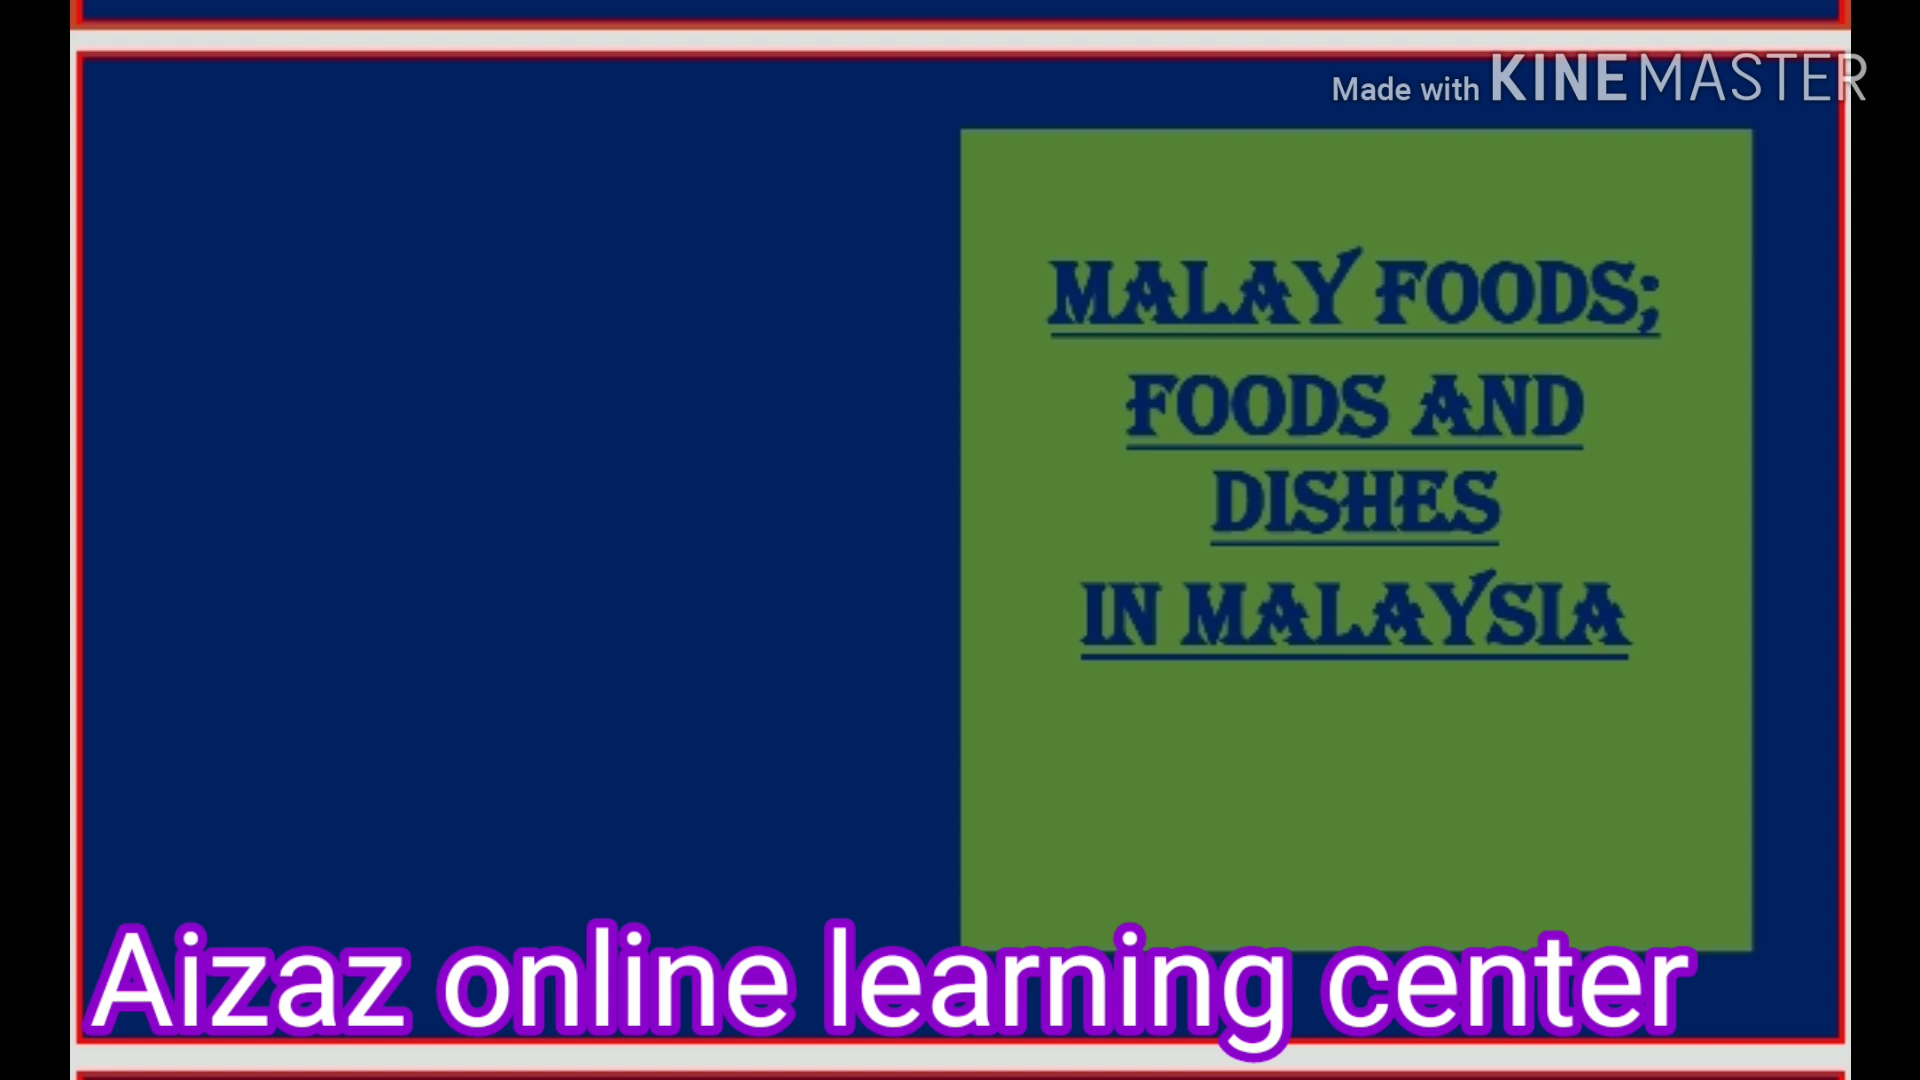 Made with KINEMASTER
MALAY FOODS;
FOODS AND
DISHES
IN MALAYSIA
Aizaz online learning center